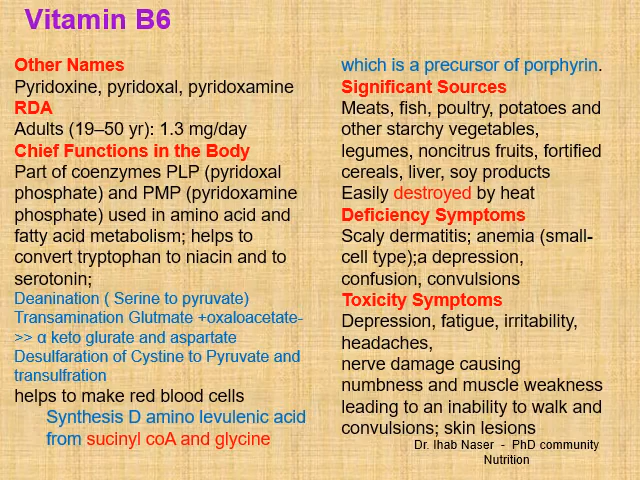 Vitamin B6
Other Names
Pyridoxine, pyridoxal, pyridoxamine
RDA
Adults (19–50 yr): 1.3 mg/day
Chief Functions in the Body
Part of coenzymes PLP (pyridoxal
phosphate) and PMP (pyridoxamine
phosphate) used in amino acid and
fatty acid metabolism; helps to
convert tryptophan to niacin and to
serotonin;
Deanination ( Serine to pyruvate)
Transamination Glutmate +oxaloacetate-
>> α keto glurate and aspartate
Desulfaration of Cystine to Pyruvate and
transulfration
helps to make red blood cells
Synthesis D amino levulenic acid
from sucinyl coA and glycine
which is a precursor of porphyrin.
Significant Sources
Meats, fish, poultry, potatoes and
other starchy vegetables,
legumes, noncitrus fruits, fortified
cereals, liver, soy products
Easily destroyed by heat
Deficiency Symptoms
Scaly dermatitis; anemia (small-
cell type);a depression,
confusion, convulsions
Toxicity Symptoms
Depression, fatigue, irritability,
headaches,
nerve damage causing
numbness and muscle weakness
leading to an inability to walk and
convulsions; skin lesions
Dr. Ihab Naser - PhD community
Nutrition